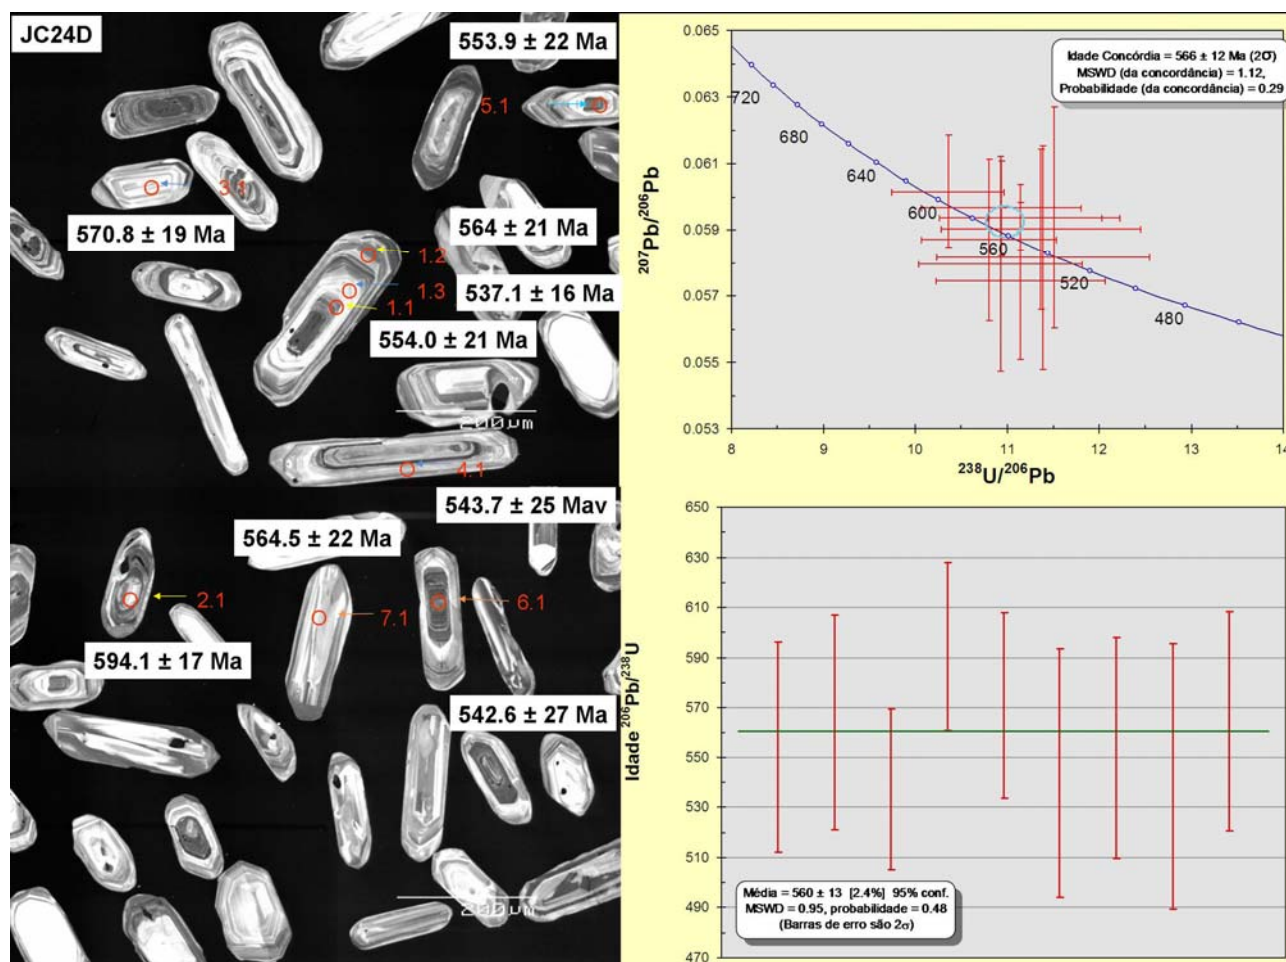 JC24D
553.9 ± 22 Ma
5.1
3.1
570.8 ± 19 Ma
564 ± 21 Ma
1.2
1.3
537.1 ± 16 Ma
1.1
554.0 ± 21 Ma
200µm
4.1
543.7 ± 25 Mav
564.5 ± 22 Ma
2.1
7.1
6.1
594.1 ± 17 Ma
542.6 ± 27 Ma
200µm
0.065
0.063
0.061
0.059
0.057
0.055
0.053
207Pb/206Pb
Idade Concórdia = 566 ± 12 Ma (2σ)
MSWD (da concordância) = 1.12,
Probabilidade (da concordância) = 0.29
720
680
640
600
560
520
480
8 9 10 11 12 13 14
238U/206Pb
650
630
610
590
570
550
530
510
490
470
Idade 206Pb/238U
Média = 560 ± 13 [2.4%] 95% conf.
MSWD = 0.95, probabilidade = 0.48
(Barras de erro são 2σ)